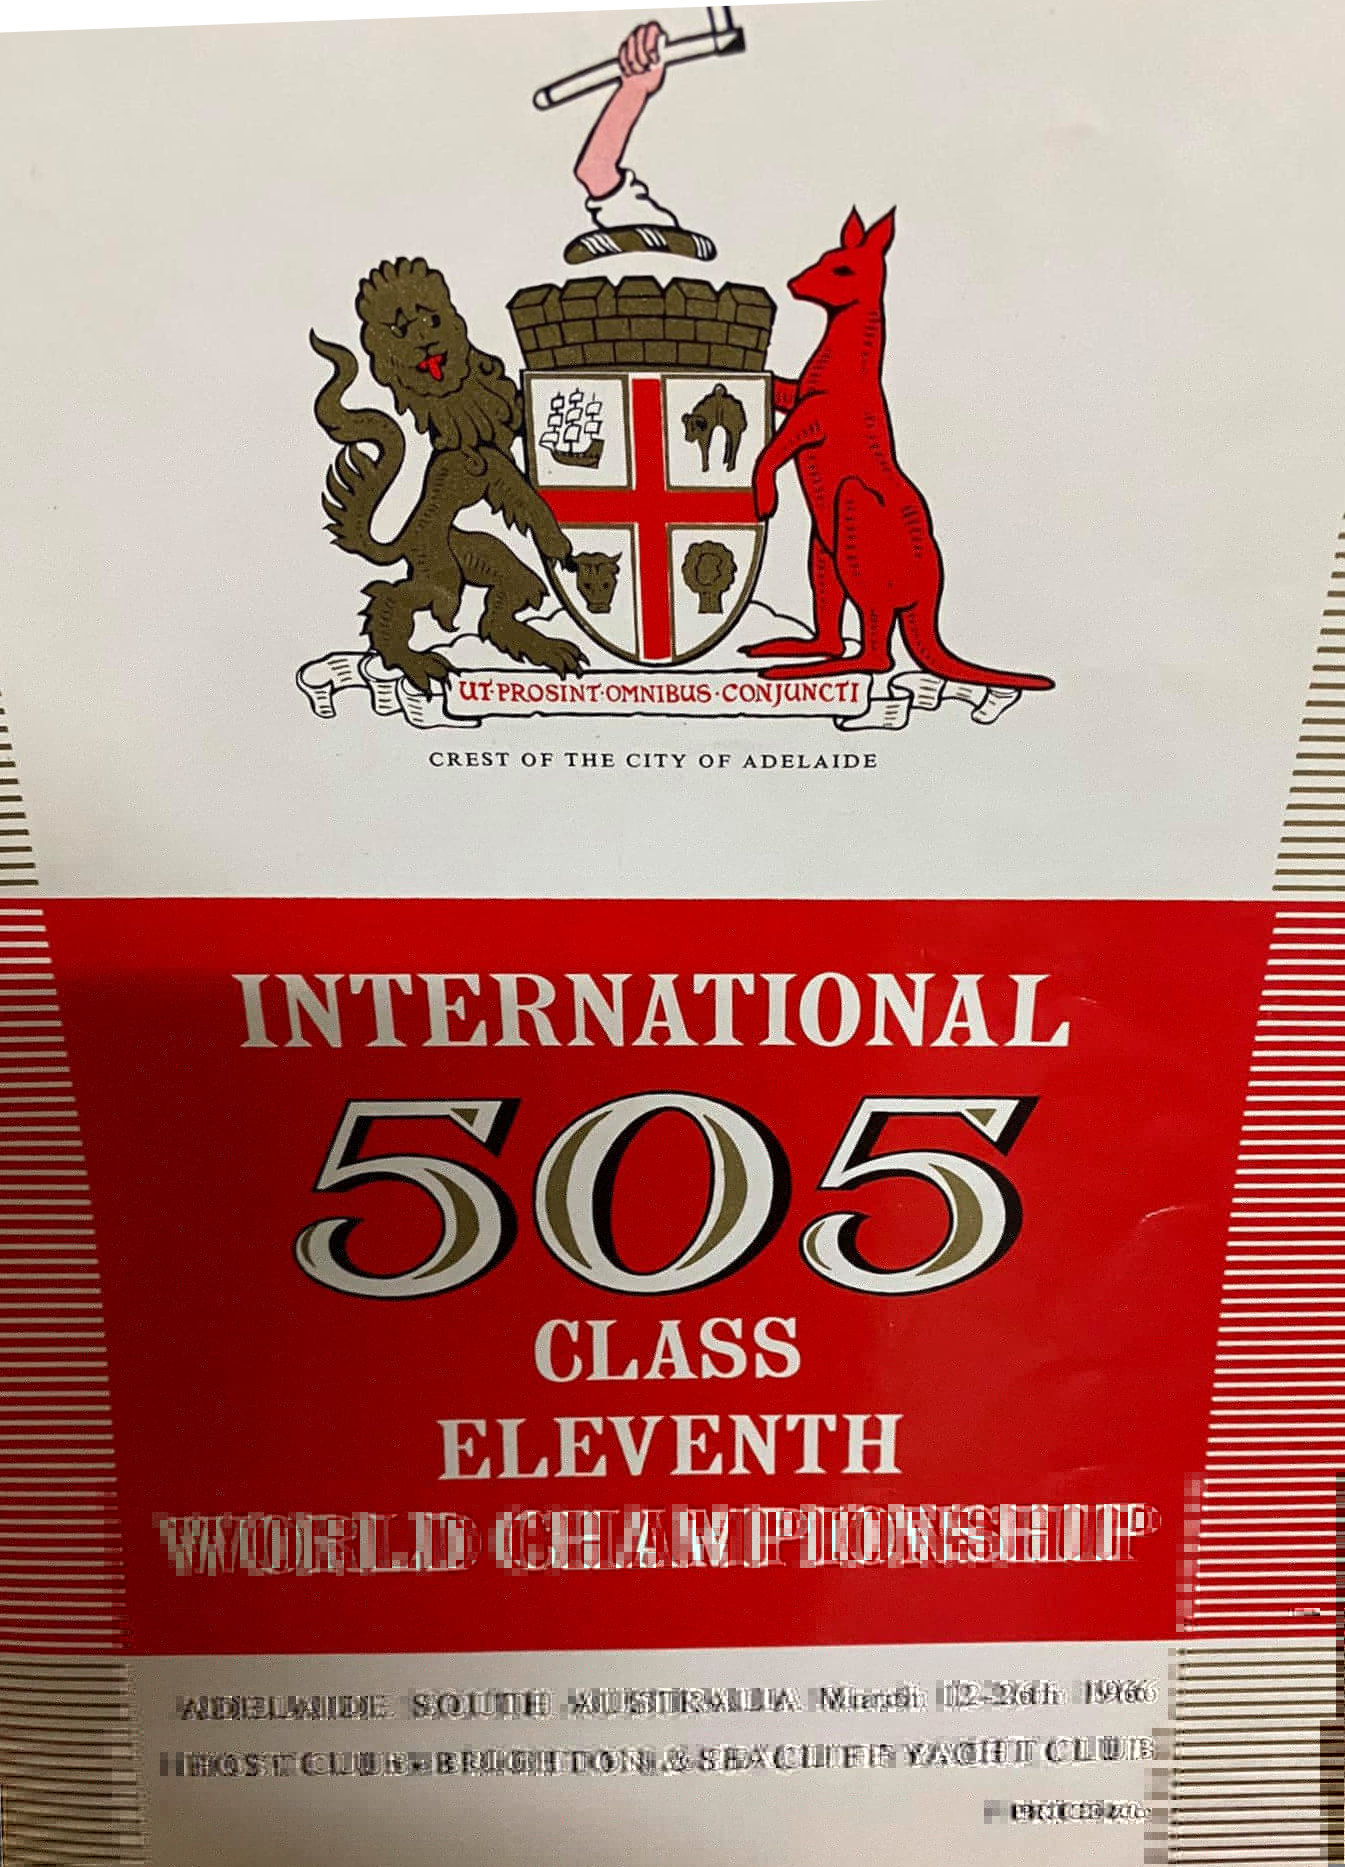 UT·PROSINT·OMNIBUS·CONJUNCTI
CREST OF THE CITY OF ADELAIDE
INTERNATIONAL
505
CLASS
ELEVENTH
WORLD CHAMPIONSHIP
ADELAIDE SOUTH AUSTRALIA March 12-26th 1966
HOST CLUB BRIGHTON & SEACLIFF YACHT CLUB
PRICE